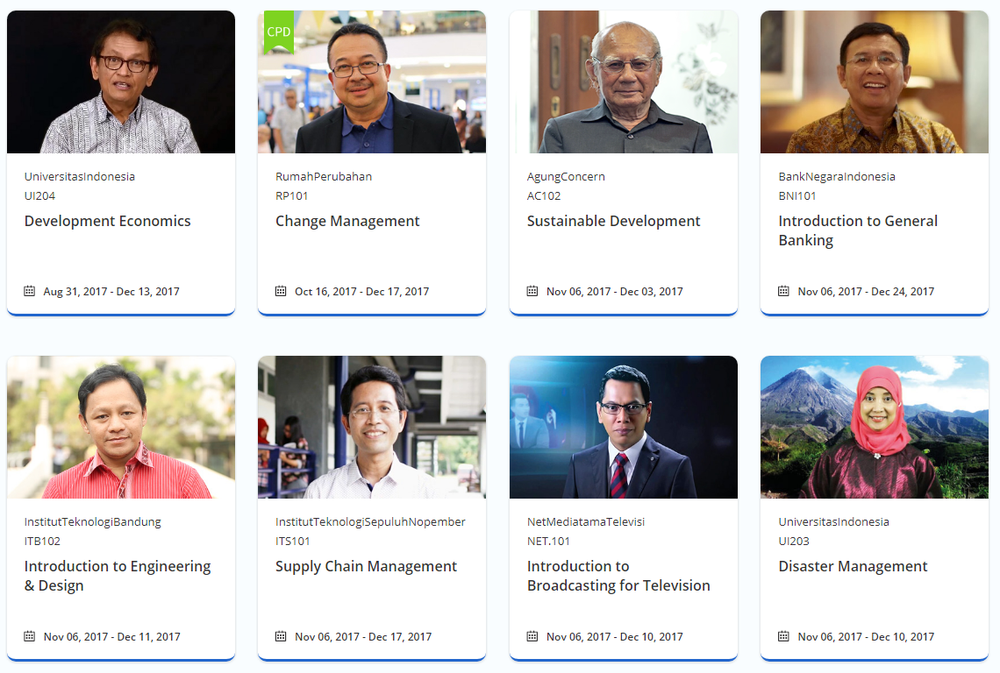 CPD
UniversitasIndonesia
UI204
Development Economics
Aug 31, 2017 - Dec 13, 2017
RumahPerubahan
RP101
Change Management
Oct 16, 2017 - Dec 17, 2017
AgungConcern
AC102
Sustainable Development
Nov 06, 2017 - Dec 03, 2017
BankNegaraIndonesia
BNI101
Introduction to General
Banking
Nov 06, 2017 - Dec 24, 2017
InstitutTeknologiBandung
ITB102
Introduction to Engineering
& Design
Nov 06, 2017 - Dec 11, 2017
InstitutTeknologiSepuluhNopember
ITS101
Supply Chain Management
Nov 06, 2017 - Dec 17, 2017
NetMediatamaTelevisi
NET.101
Introduction to
Broadcasting for Television
Nov 06, 2017 - Dec 10, 2017
UniversitasIndonesia
UI203
Disaster Management
Nov 06, 2017 - Dec 10, 2017